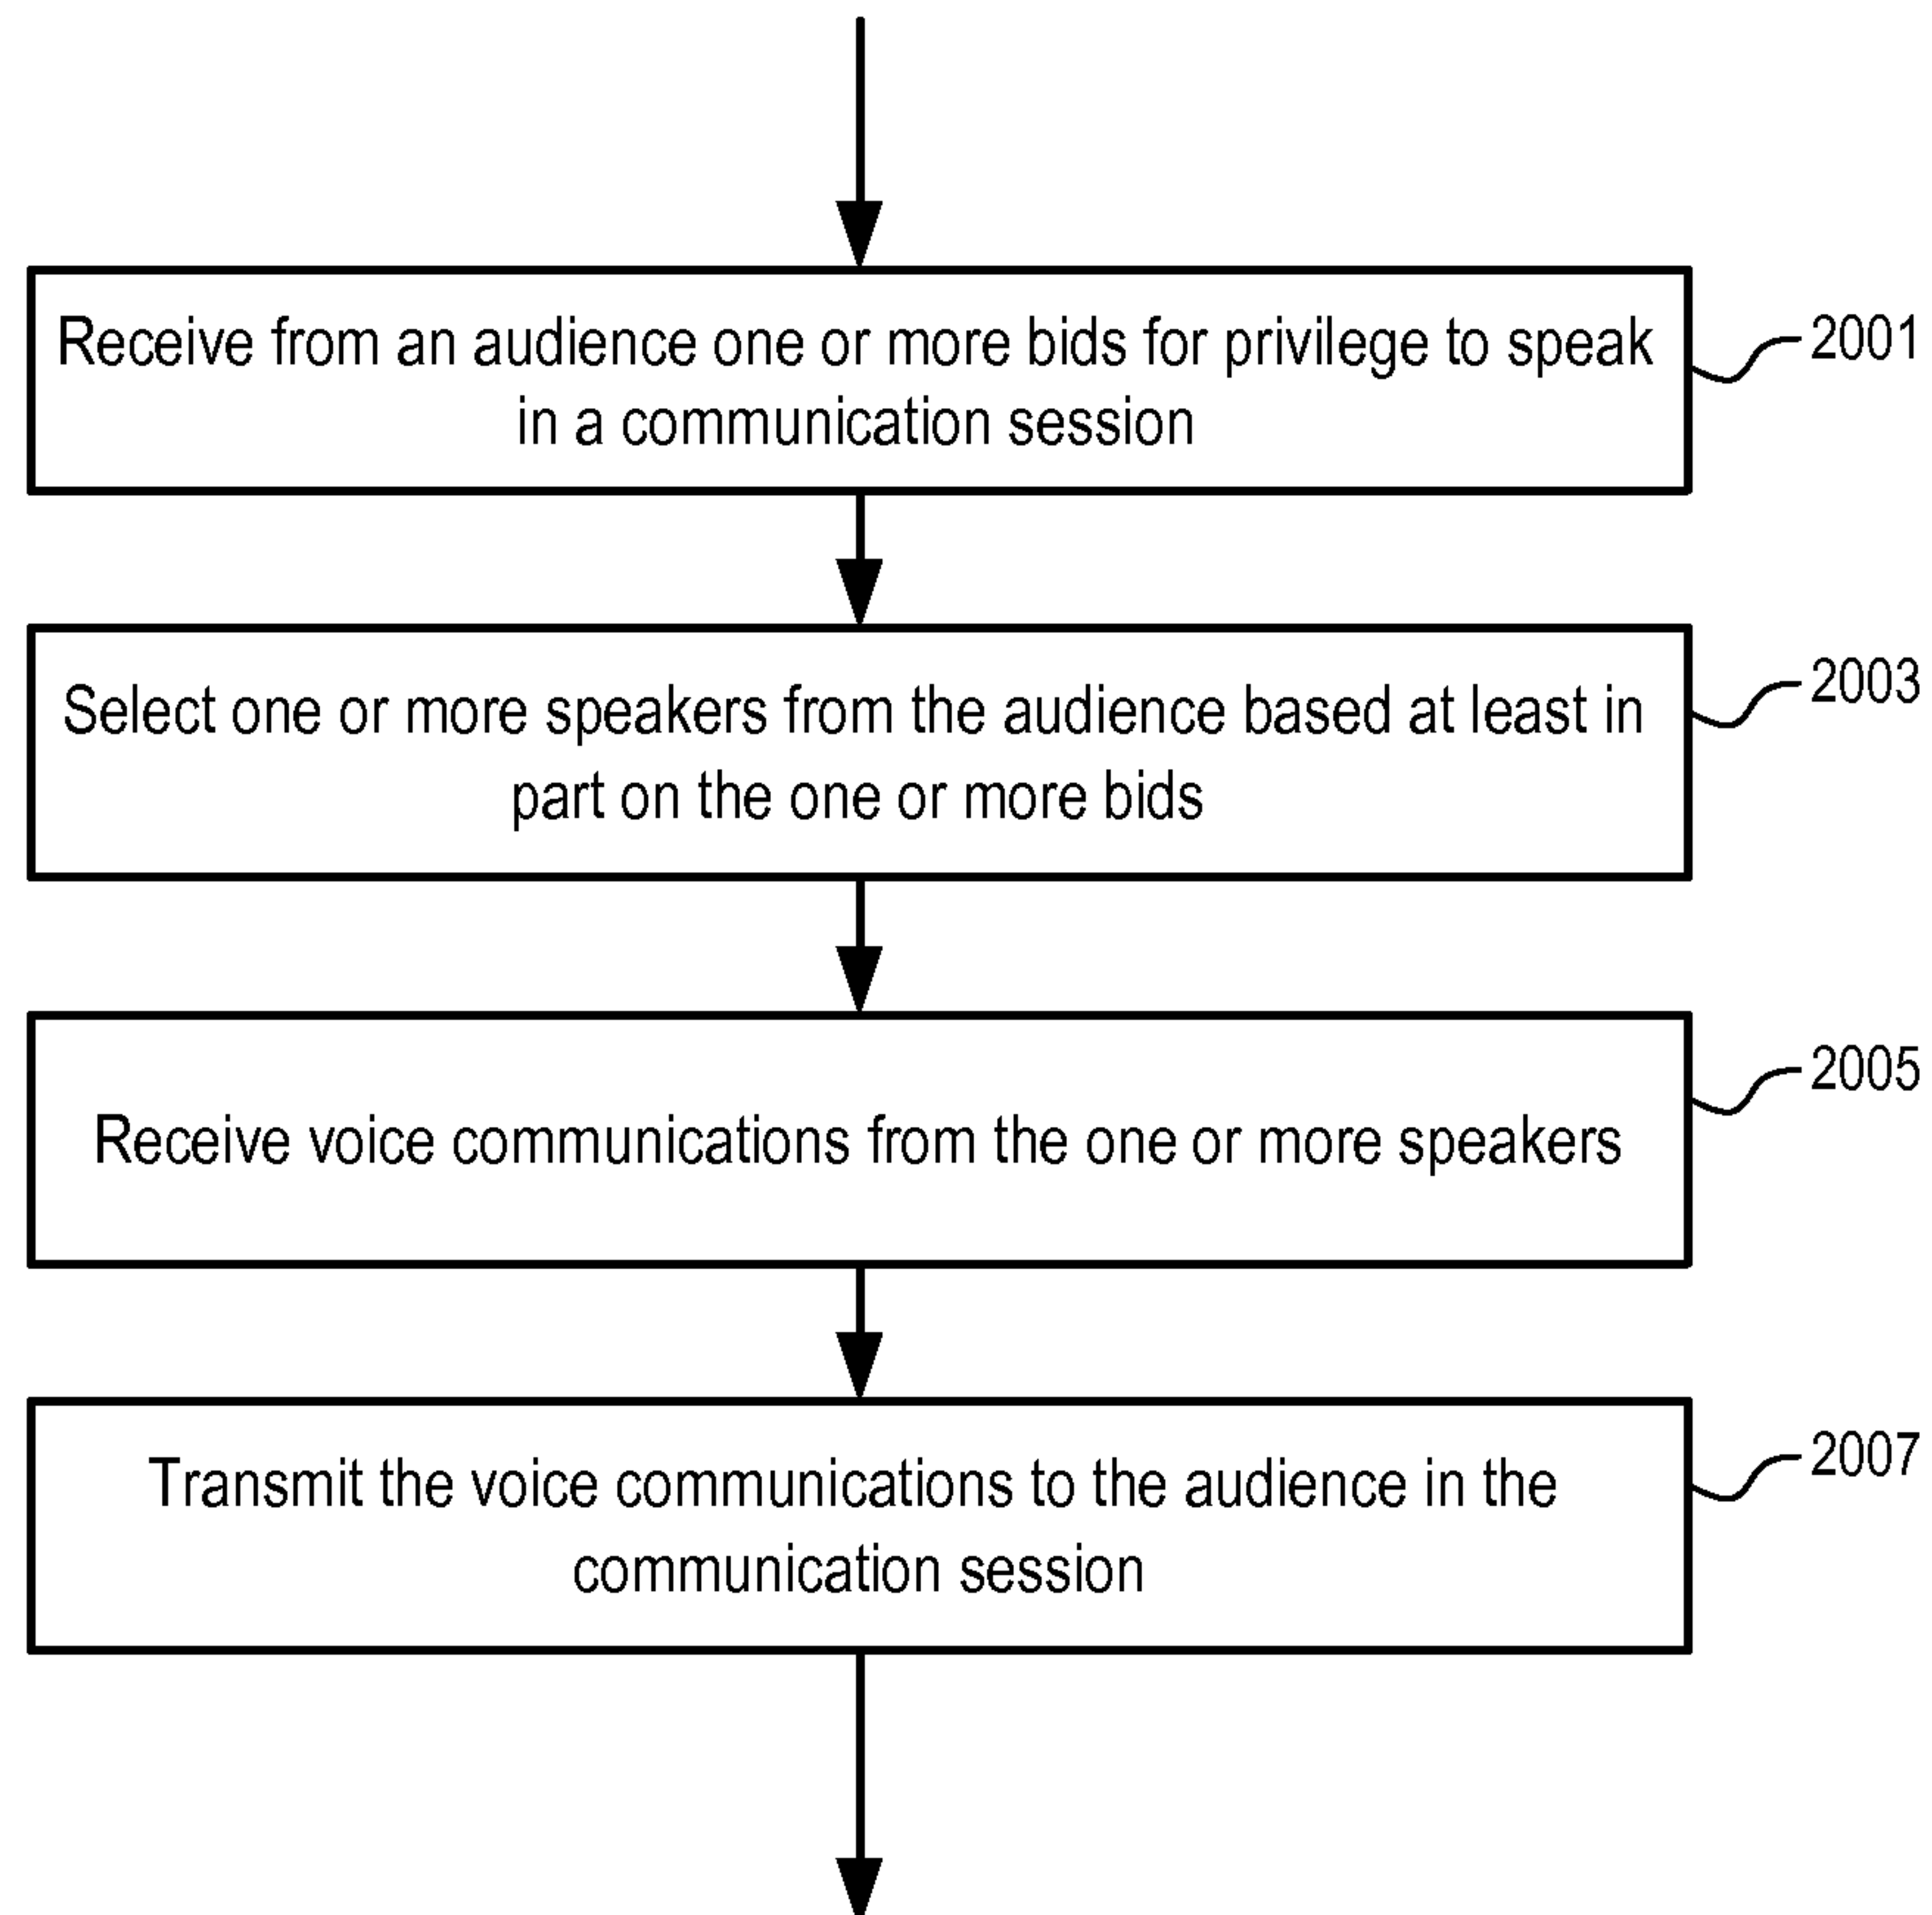 Receive from an audience one or more bids for privilege to speak
in a communication session
2001
Select one or more speakers from the audience based at least in
part on the one or more bids
2003
Receive voice communications from the one or more speakers
2005
Transmit the voice communications to the audience in the
communication session
2007